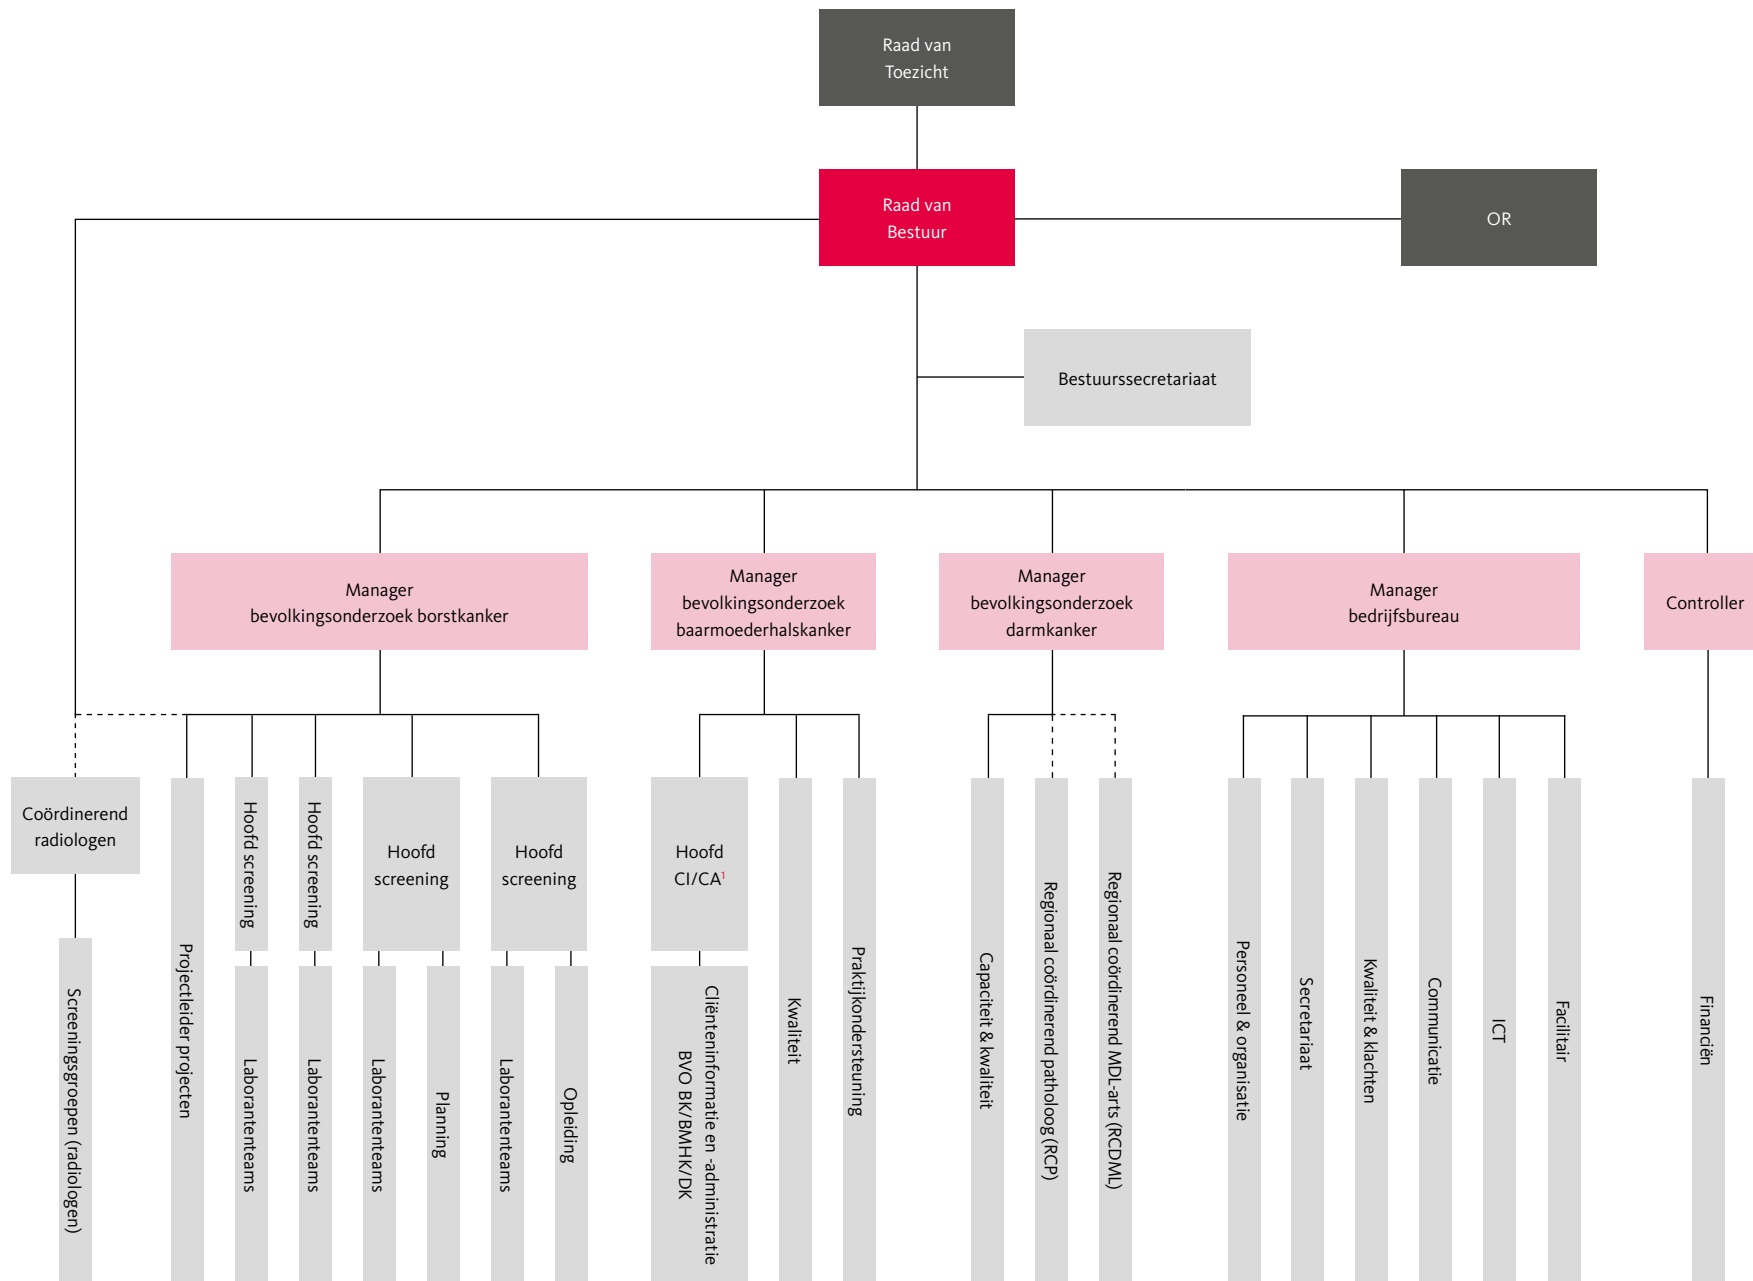 Raad van
Toezicht
Raad van
Bestuur
OR
Bestuurssecretariaat
Manager
bevolkingsonderzoek borstkanker
Manager
bevolkingsonderzoek
baarmoederhalskanker
Manager
bevolkingsonderzoek
darmkanker
Manager
bedrijfsbureau
Controller
Coördinerend
radiologen
Hoofd screening
Hoofd screening
Hoofd
screening
Hoofd
screening
Hoofd
CI/CA¹
Screeningsgroepen (radiologen)
Projectleider projecten
Laborantenteams
Laborantenteams
Laborantenteams
Planning
Laborantenteams
Opleiding
Cliënteninformatie en -administratie
BVO BK/BMHK/DK
Kwaliteit
Praktijkondersteuning
Capaciteit & kwaliteit
Regionaal coördinerend patholoog (RCP)
Regionaal coördinerend MDL-arts (RCDML)
Personeel & organisatie
Secretariaat
Kwaliteit & klachten
Communicatie
ICT
Facilitair
Financiën